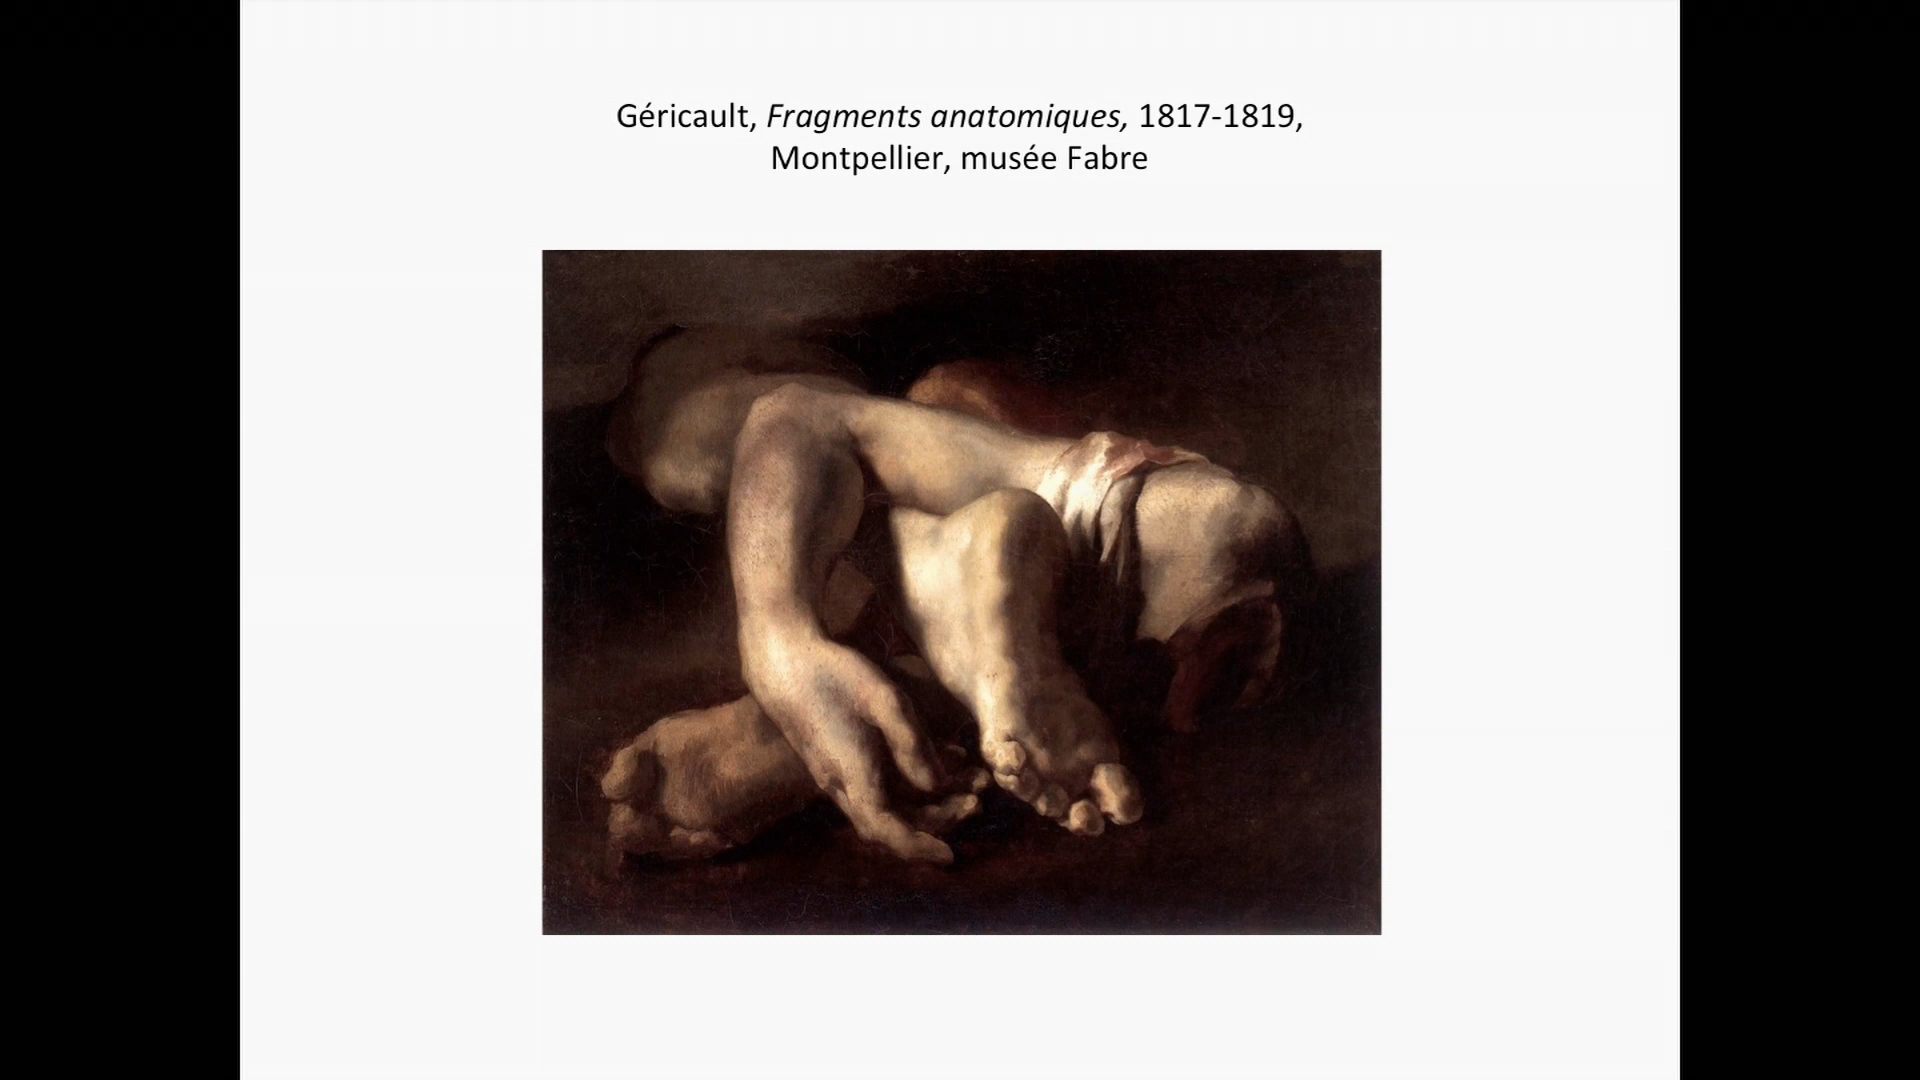 Géricault, Fragments anatomiques, 1817-1819,
Montpellier, musée Fabre